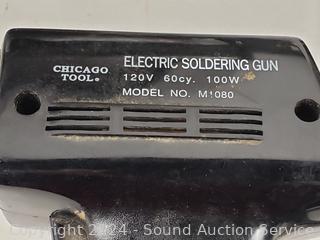 CHICAGO
TOOL®
ELECTRIC SOLDERING GUN
120V 60cy. 100W
MODEL NO. M1080
Copyright 2024 - Sound Auction Service